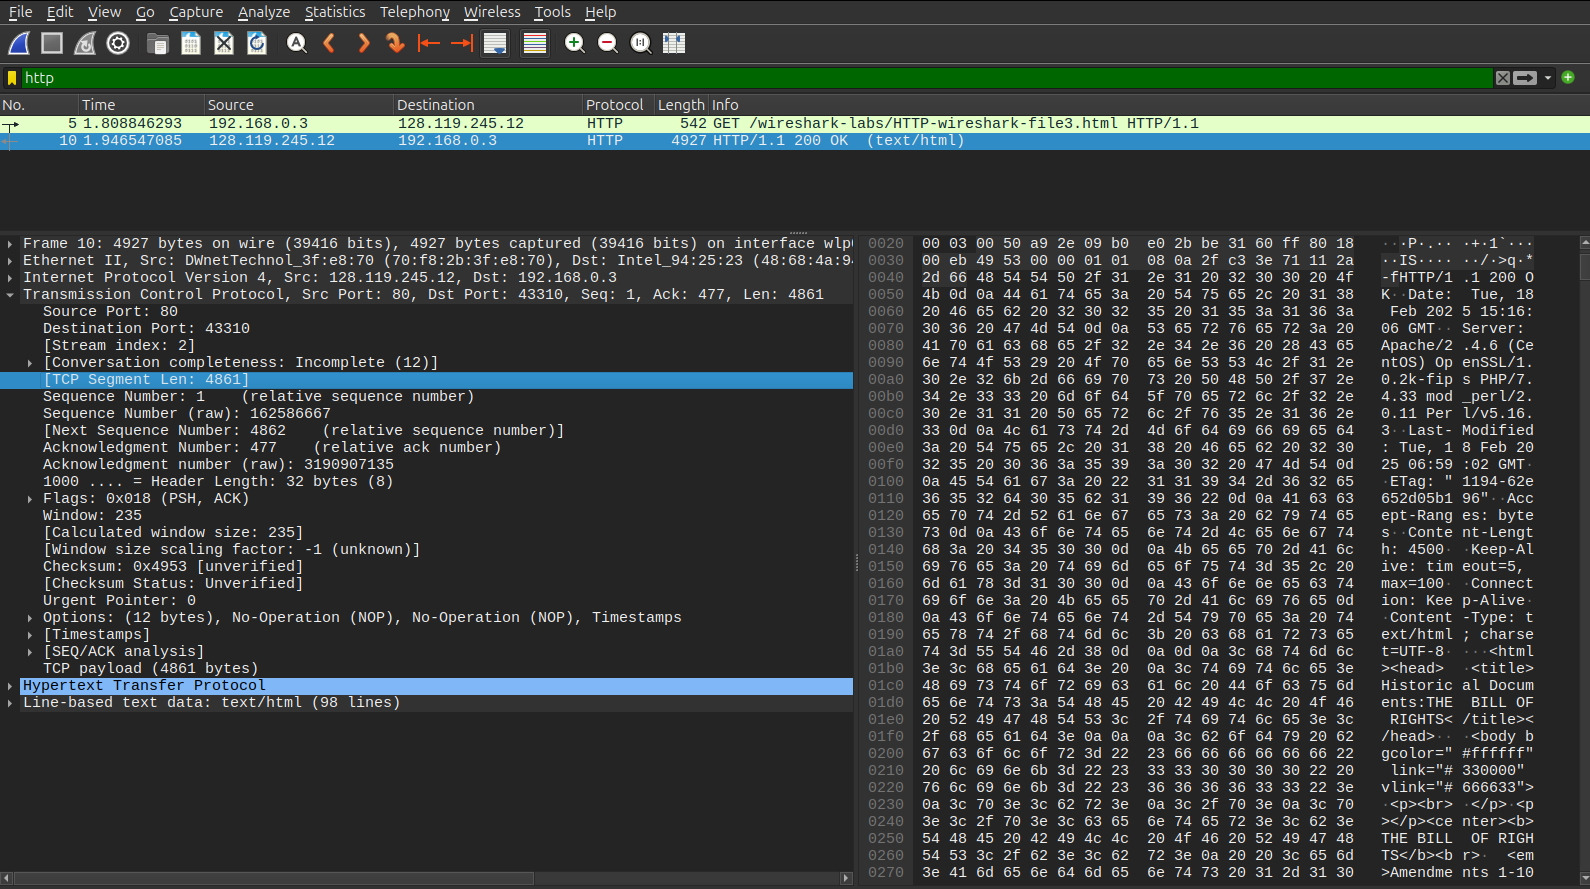 File Edit View Go Capture Analyze Statistics Telephony Wireless Tools Help
http
No. Time Source Destination Protocol Length Info
5 1.808846293 192.168.0.3 128.119.245.12 HTTP 542 GET /wireshark-labs/HTTP-wireshark-file3.html HTTP/1.1
10 1.946547085 128.119.245.12 192.168.0.3 HTTP 4927 HTTP/1.1 200 OK (text/html)
Frame 10: 4927 bytes on wire (39416 bits), 4927 bytes captured (39416 bits) on interface wlp
Ethernet II, Src: DWnetTechnol_3f:e8:70 (70:f8:2b:3f:e8:70), Dst: Intel_94:25:23 (48:68:4a:94
Internet Protocol Version 4, Src: 128.119.245.12, Dst: 192.168.0.3
Transmission Control Protocol, Src Port: 80, Dst Port: 43310, Seq: 1, Ack: 477, Len: 4861
Source Port: 80
Destination Port: 43310
[Stream index: 2]
[Conversation completeness: Incomplete (12)]
[TCP Segment Len: 4861]
Sequence Number: 1 (relative sequence number)
Sequence Number (raw): 162586667
[Next Sequence Number: 4862 (relative sequence number)]
Acknowledgment Number: 477 (relative ack number)
Acknowledgment number (raw): 3190907135
1000 .... = Header Length: 32 bytes (8)
Flags: 0x018 (PSH, ACK)
Window: 235
[Calculated window size: 235]
[Window size scaling factor: -1 (unknown)]
Checksum: 0x4953 [unverified]
[Checksum Status: Unverified]
Urgent Pointer: 0
Options: (12 bytes), No-Operation (NOP), No-Operation (NOP), Timestamps
[Timestamps]
[SEQ/ACK analysis]
TCP payload (4861 bytes)
Hypertext Transfer Protocol
Line-based text data: text/html (98 lines)
0020 00 03 00 50 a9 2e 09 b0 e0 2b be 31 60 ff 80 18 ···P·.·· ·+·1`···
0030 00 eb 49 53 00 00 01 01 08 0a 2f c3 3e 71 11 2a ··IS···· ··/·>q·*
0040 2d 66 48 54 54 50 2f 31 2e 31 20 32 30 30 20 4f -fHTTP/1 .1 200 O
0050 4b 0d 0a 44 61 74 65 3a 20 54 75 65 2c 20 31 38 K··Date: Tue, 18
0060 20 46 65 62 20 32 30 32 35 20 31 35 3a 31 36 3a Feb 202 5 15:16:
0070 30 36 20 47 4d 54 0d 0a 53 65 72 76 65 72 3a 20 06 GMT·· Server:
0080 41 70 61 63 68 65 2f 32 2e 34 2e 36 20 28 43 65 Apache/2 .4.6 (Ce
0090 6e 74 4f 53 29 20 4f 70 65 6e 53 53 4c 2f 31 2e ntOS) Op enSSL/1.
00a0 30 2e 32 6b 2d 66 69 70 73 20 50 48 50 2f 37 2e 0.2k-fip s PHP/7.
00b0 34 2e 33 33 20 6d 6f 64 5f 70 65 72 6c 2f 32 2e 4.33 mod _perl/2.
00c0 30 2e 31 31 20 50 65 72 6c 2f 76 35 2e 31 36 2e 0.11 Per l/v5.16.
00d0 33 0d 0a 4c 61 73 74 2d 4d 6f 64 69 66 69 65 64 3··Last- Modified
00e0 3a 20 54 75 65 2c 20 31 38 20 46 65 62 20 32 30 : Tue, 1 8 Feb 20
00f0 32 35 20 30 36 3a 35 39 3a 30 32 20 47 4d 54 0d 25 06:59 :02 GMT·
0100 0a 45 54 61 67 3a 20 22 31 31 39 34 2d 36 32 65 ·ETag: " 1194-62e
0110 36 35 32 64 30 35 62 31 39 36 22 0d 0a 41 63 63 652d05b1 96"··Acc
0120 65 70 74 2d 52 61 6e 67 65 73 3a 20 62 79 74 65 ept-Rang es: byte
0130 73 0d 0a 43 6f 6e 74 65 6e 74 2d 4c 65 6e 67 74 s··Conte nt-Lengt
0140 68 3a 20 34 35 30 30 0d 0a 4b 65 65 70 2d 41 6c h: 4500· ·Keep-Al
0150 69 76 65 3a 20 74 69 6d 65 6f 75 74 3d 35 2c 20 ive: tim eout=5,
0160 6d 61 78 3d 31 30 30 0d 0a 43 6f 6e 6e 65 63 74 max=100· ·Connect
0170 69 6f 6e 3a 20 4b 65 65 70 2d 41 6c 69 76 65 0d ion: Kee p-Alive·
0180 0a 43 6f 6e 74 65 6e 74 2d 54 79 70 65 3a 20 74 ·Content -Type: t
0190 65 78 74 2f 68 74 6d 6c 3b 20 63 68 61 72 73 65 ext/html ; charse
01a0 74 3d 55 54 46 2d 38 0d 0a 0d 0a 3c 68 74 6d 6c t=UTF-8· ···<html
01b0 3e 3c 68 65 61 64 3e 20 0a 3c 74 69 74 6c 65 3e ><head> ·<title>
01c0 48 69 73 74 6f 72 69 63 61 6c 20 44 6f 63 75 6d Historic al Docum
01d0 65 6e 74 73 3a 54 48 45 20 42 49 4c 4c 20 4f 46 ents:THE BILL OF
01e0 20 52 49 47 48 54 53 3c 2f 74 69 74 6c 65 3e 3c RIGHTS< /title><
01f0 2f 68 65 61 64 3e 0a 0a 0a 3c 62 6f 64 79 20 62 /head>·· ·<body b
0200 67 63 6f 6c 6f 72 3d 22 23 66 66 66 66 66 66 22 gcolor=" #ffffff"
0210 20 6c 69 6e 6b 3d 22 23 33 33 30 30 30 30 22 20 link="# 330000"
0220 76 6c 69 6e 6b 3d 22 23 36 36 36 36 33 33 22 3e vlink="# 666633">
0230 0a 3c 70 3e 3c 62 72 3e 0a 3c 2f 70 3e 0a 3c 70 ·<p><br> ·</p>·<p
0240 3e 3c 2f 70 3e 3c 63 65 6e 74 65 72 3e 3c 62 3e ></p><ce nter><b>
0250 54 48 45 20 42 49 4c 4c 20 4f 46 20 52 49 47 48 THE BILL OF RIGH
0260 54 53 3c 2f 62 3e 3c 62 72 3e 0a 20 20 3c 65 6d TS</b><b r>· <em
0270 3e 41 6d 65 6e 64 6d 65 6e 74 73 20 31 2d 31 30 >Amendme nts 1-10